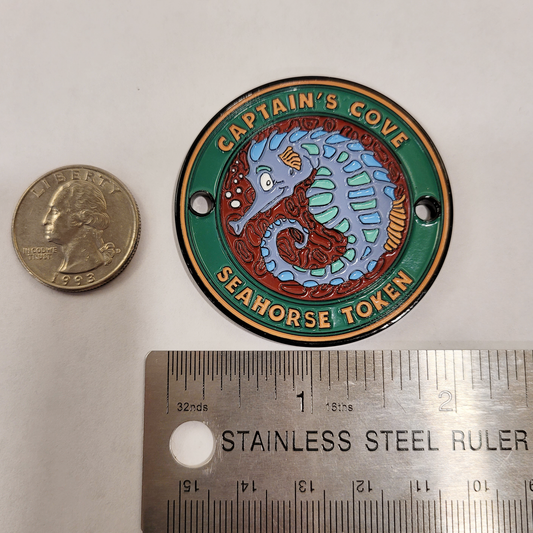 LIBERTY
IN GOD WE TRUST
D
1993
CAPTAIN'S COVE
SEAHORSE TOKEN
1 2
32nds 16ths
STAINLESS STEEL RULER
15 14 13 12 11 10 9